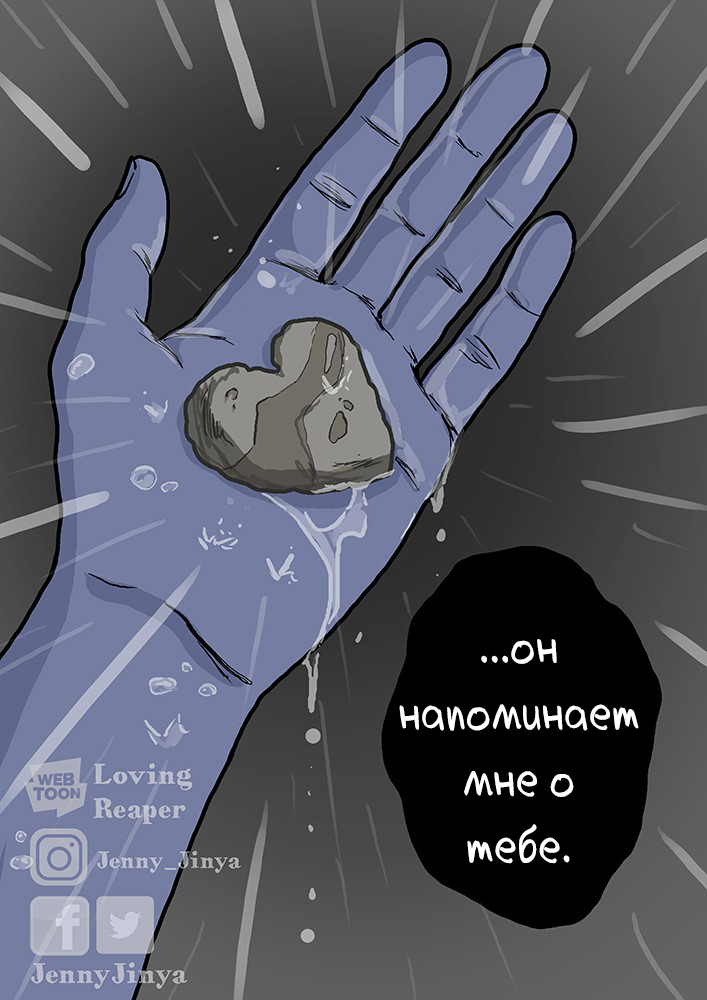 ...он
напоминает
мне о
тебе.
WEB
TOON
Loving
Reaper
Jenny_Jinya
f
JennyJinya